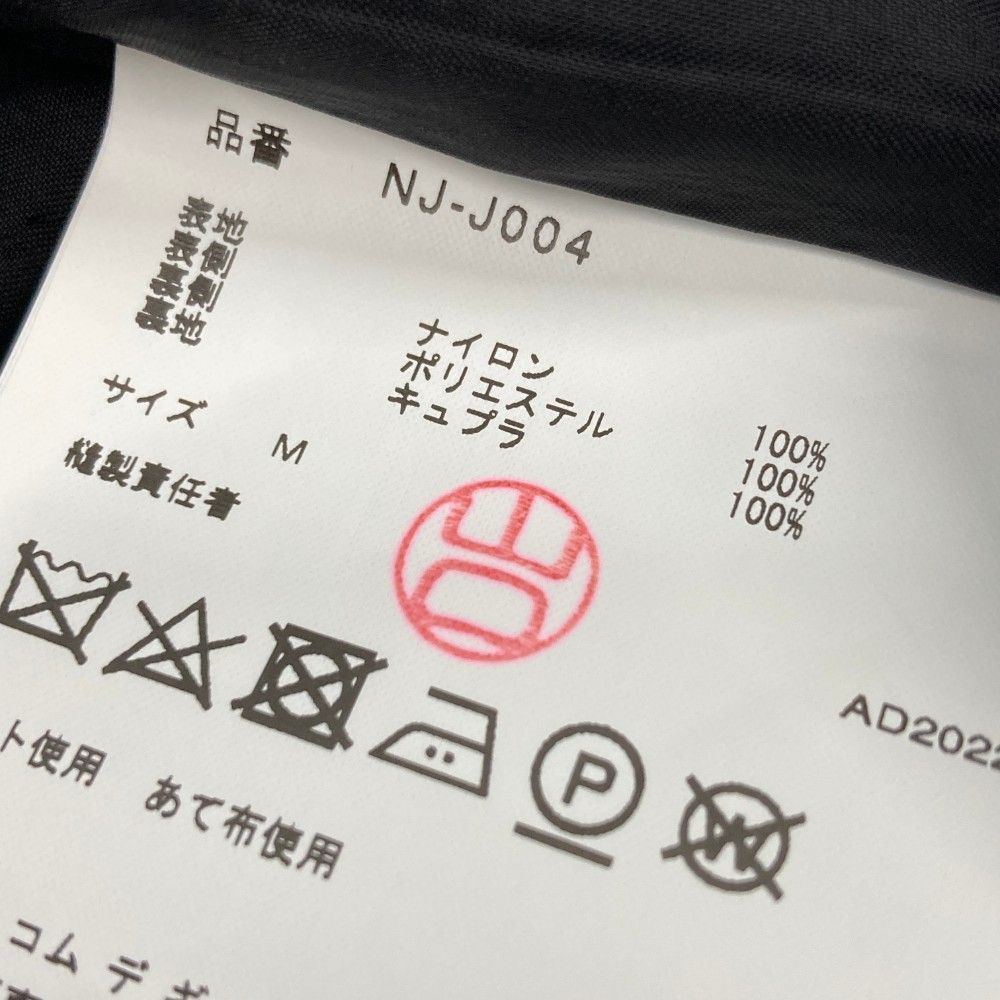 品番 NJ-J004
表地
表側 ナイロン 100%
裏側 ポリエステル 100%
裏地 キュプラ 100%
サイズ M
縫製責任者
P
W
AD2022
ト使用 あて布使用
コム デ ギ